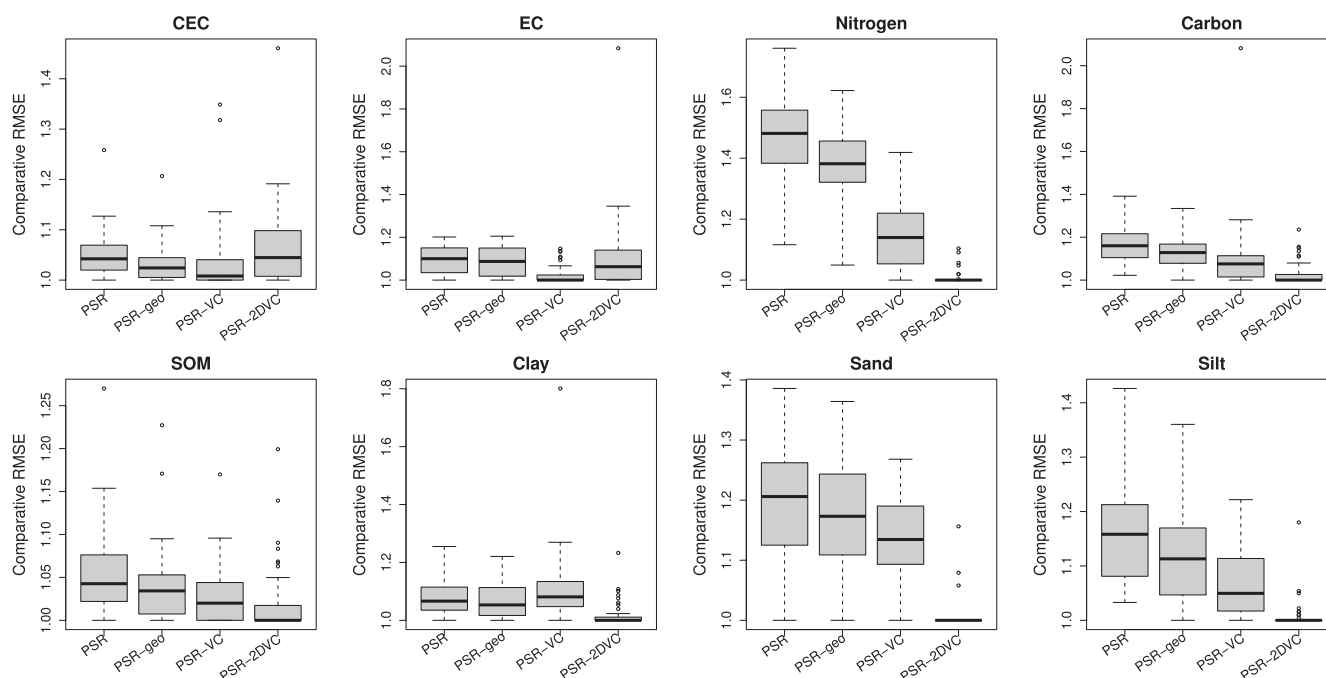 CEC
EC
Nitrogen
Carbon
Comparative RMSE
1.0
1.1
1.2
1.3
1.4
Comparative RMSE
1.0
1.2
1.4
1.6
1.8
2.0
Comparative RMSE
1.0
1.2
1.4
1.6
Comparative RMSE
1.0
1.2
1.4
1.6
1.8
2.0
PSR
PSR-geo
PSR-VC
PSR-2DVC
PSR
PSR-geo
PSR-VC
PSR-2DVC
PSR
PSR-geo
PSR-VC
PSR-2DVC
PSR
PSR-geo
PSR-VC
PSR-2DVC
SOM
Clay
Sand
Silt
Comparative RMSE
1.00
1.05
1.10
1.15
1.20
1.25
Comparative RMSE
1.0
1.2
1.4
1.6
1.8
Comparative RMSE
1.0
1.1
1.2
1.3
1.4
Comparative RMSE
1.0
1.1
1.2
1.3
1.4
PSR
PSR-geo
PSR-VC
PSR-2DVC
PSR
PSR-geo
PSR-VC
PSR-2DVC
PSR
PSR-geo
PSR-VC
PSR-2DVC
PSR
PSR-geo
PSR-VC
PSR-2DVC